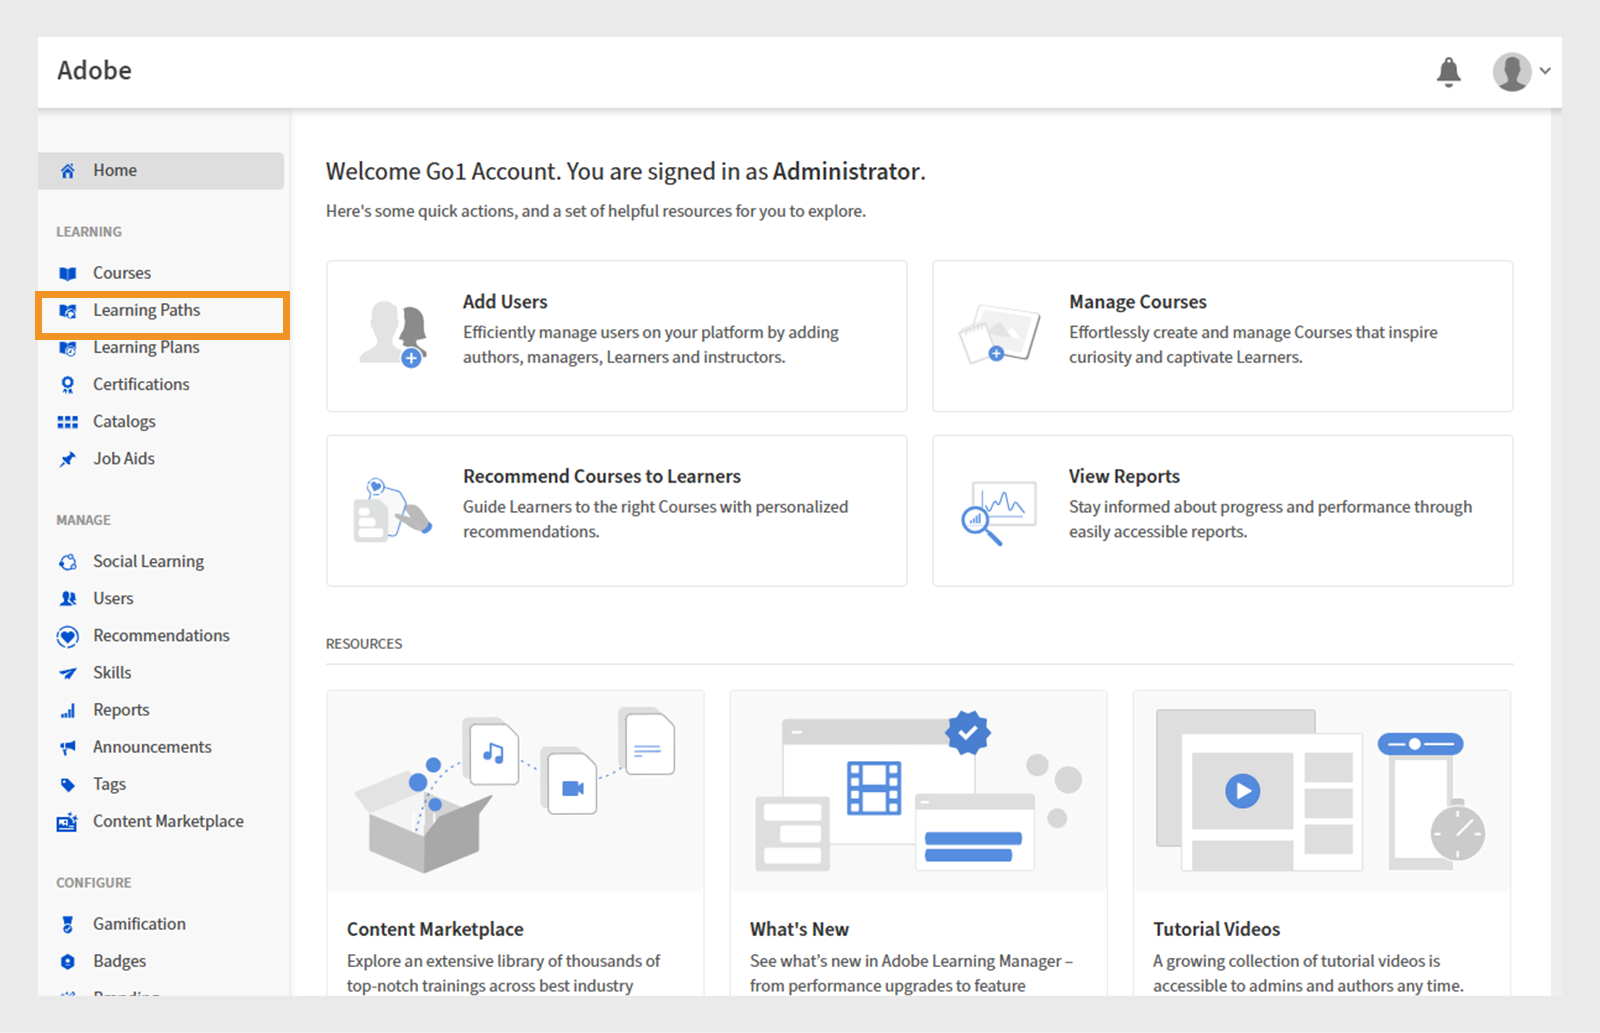 Adobe
Home
LEARNING
Courses
Learning Paths
Learning Plans
Certifications
Catalogs
Job Aids
MANAGE
Social Learning
Users
Recommendations
Skills
Reports
Announcements
Tags
Content Marketplace
CONFIGURE
Gamification
Badges
Branding
Welcome Go1 Account. You are signed in as Administrator.
Here's some quick actions, and a set of helpful resources for you to explore.
Add Users
Efficiently manage users on your platform by adding
authors, managers, Learners and instructors.
Manage Courses
Effortlessly create and manage Courses that inspire
curiosity and captivate Learners.
Recommend Courses to Learners
Guide Learners to the right Courses with personalized
recommendations.
View Reports
Stay informed about progress and performance through
easily accessible reports.
RESOURCES
Content Marketplace
Explore an extensive library of thousands of
top-notch trainings across best industry
What's New
See what's new in Adobe Learning Manager –
from performance upgrades to feature
Tutorial Videos
A growing collection of tutorial videos is
accessible to admins and authors any time.